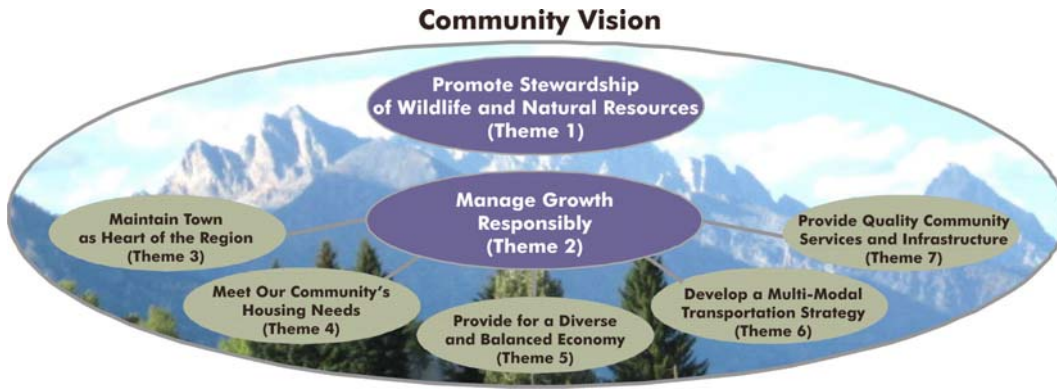 Community Vision
Promote Stewardship
of Wildlife and Natural Resources
(Theme 1)
Manage Growth
Responsibly
(Theme 2)
Maintain Town
as Heart of the Region
(Theme 3)
Meet Our Community's
Housing Needs
(Theme 4)
Provide for a Diverse
and Balanced Economy
(Theme 5)
Develop a Multi-Modal
Transportation Strategy
(Theme 6)
Provide Quality Community
Services and Infrastructure
(Theme 7)